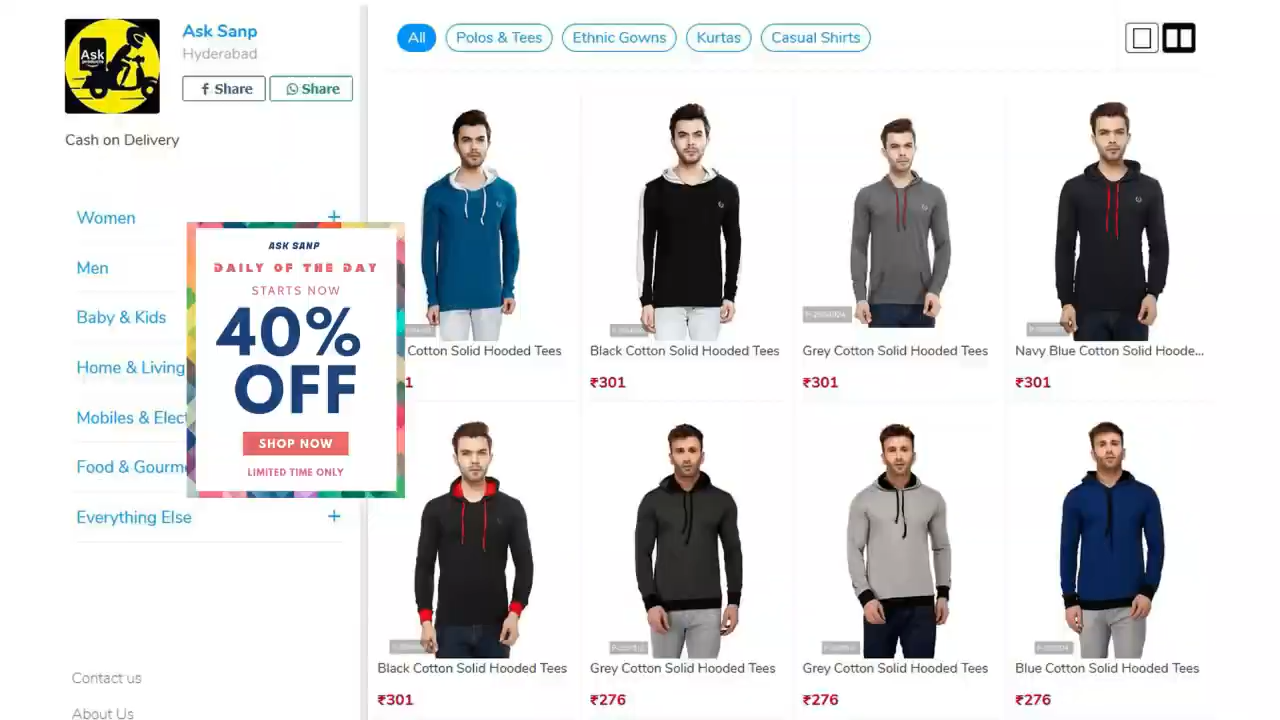 Ask
products
Ask Sanp
Hyderabad
Share
Share
Cash on Delivery
Women +
Men
Baby & Kids
Home & Living
Mobiles &
Food &
Everything Else +
Contact us
About Us
ASK SANP
DAILY OF THE DAY
STARTS NOW
40%
OFF
SHOP NOW
LIMITED TIME ONLY
All
Polos & Tees
Ethnic Gowns
Kurtas
Casual Shirts
Cotton Solid Hooded Tees
Black Cotton Solid Hooded Tees
₹301
Grey Cotton Solid Hooded Tees
₹301
Navy Blue Cotton Solid Hoode...
₹301
Black Cotton Solid Hooded Tees
₹301
Grey Cotton Solid Hooded Tees
₹276
Grey Cotton Solid Hooded Tees
₹276
Blue Cotton Solid Hooded Tees
₹276